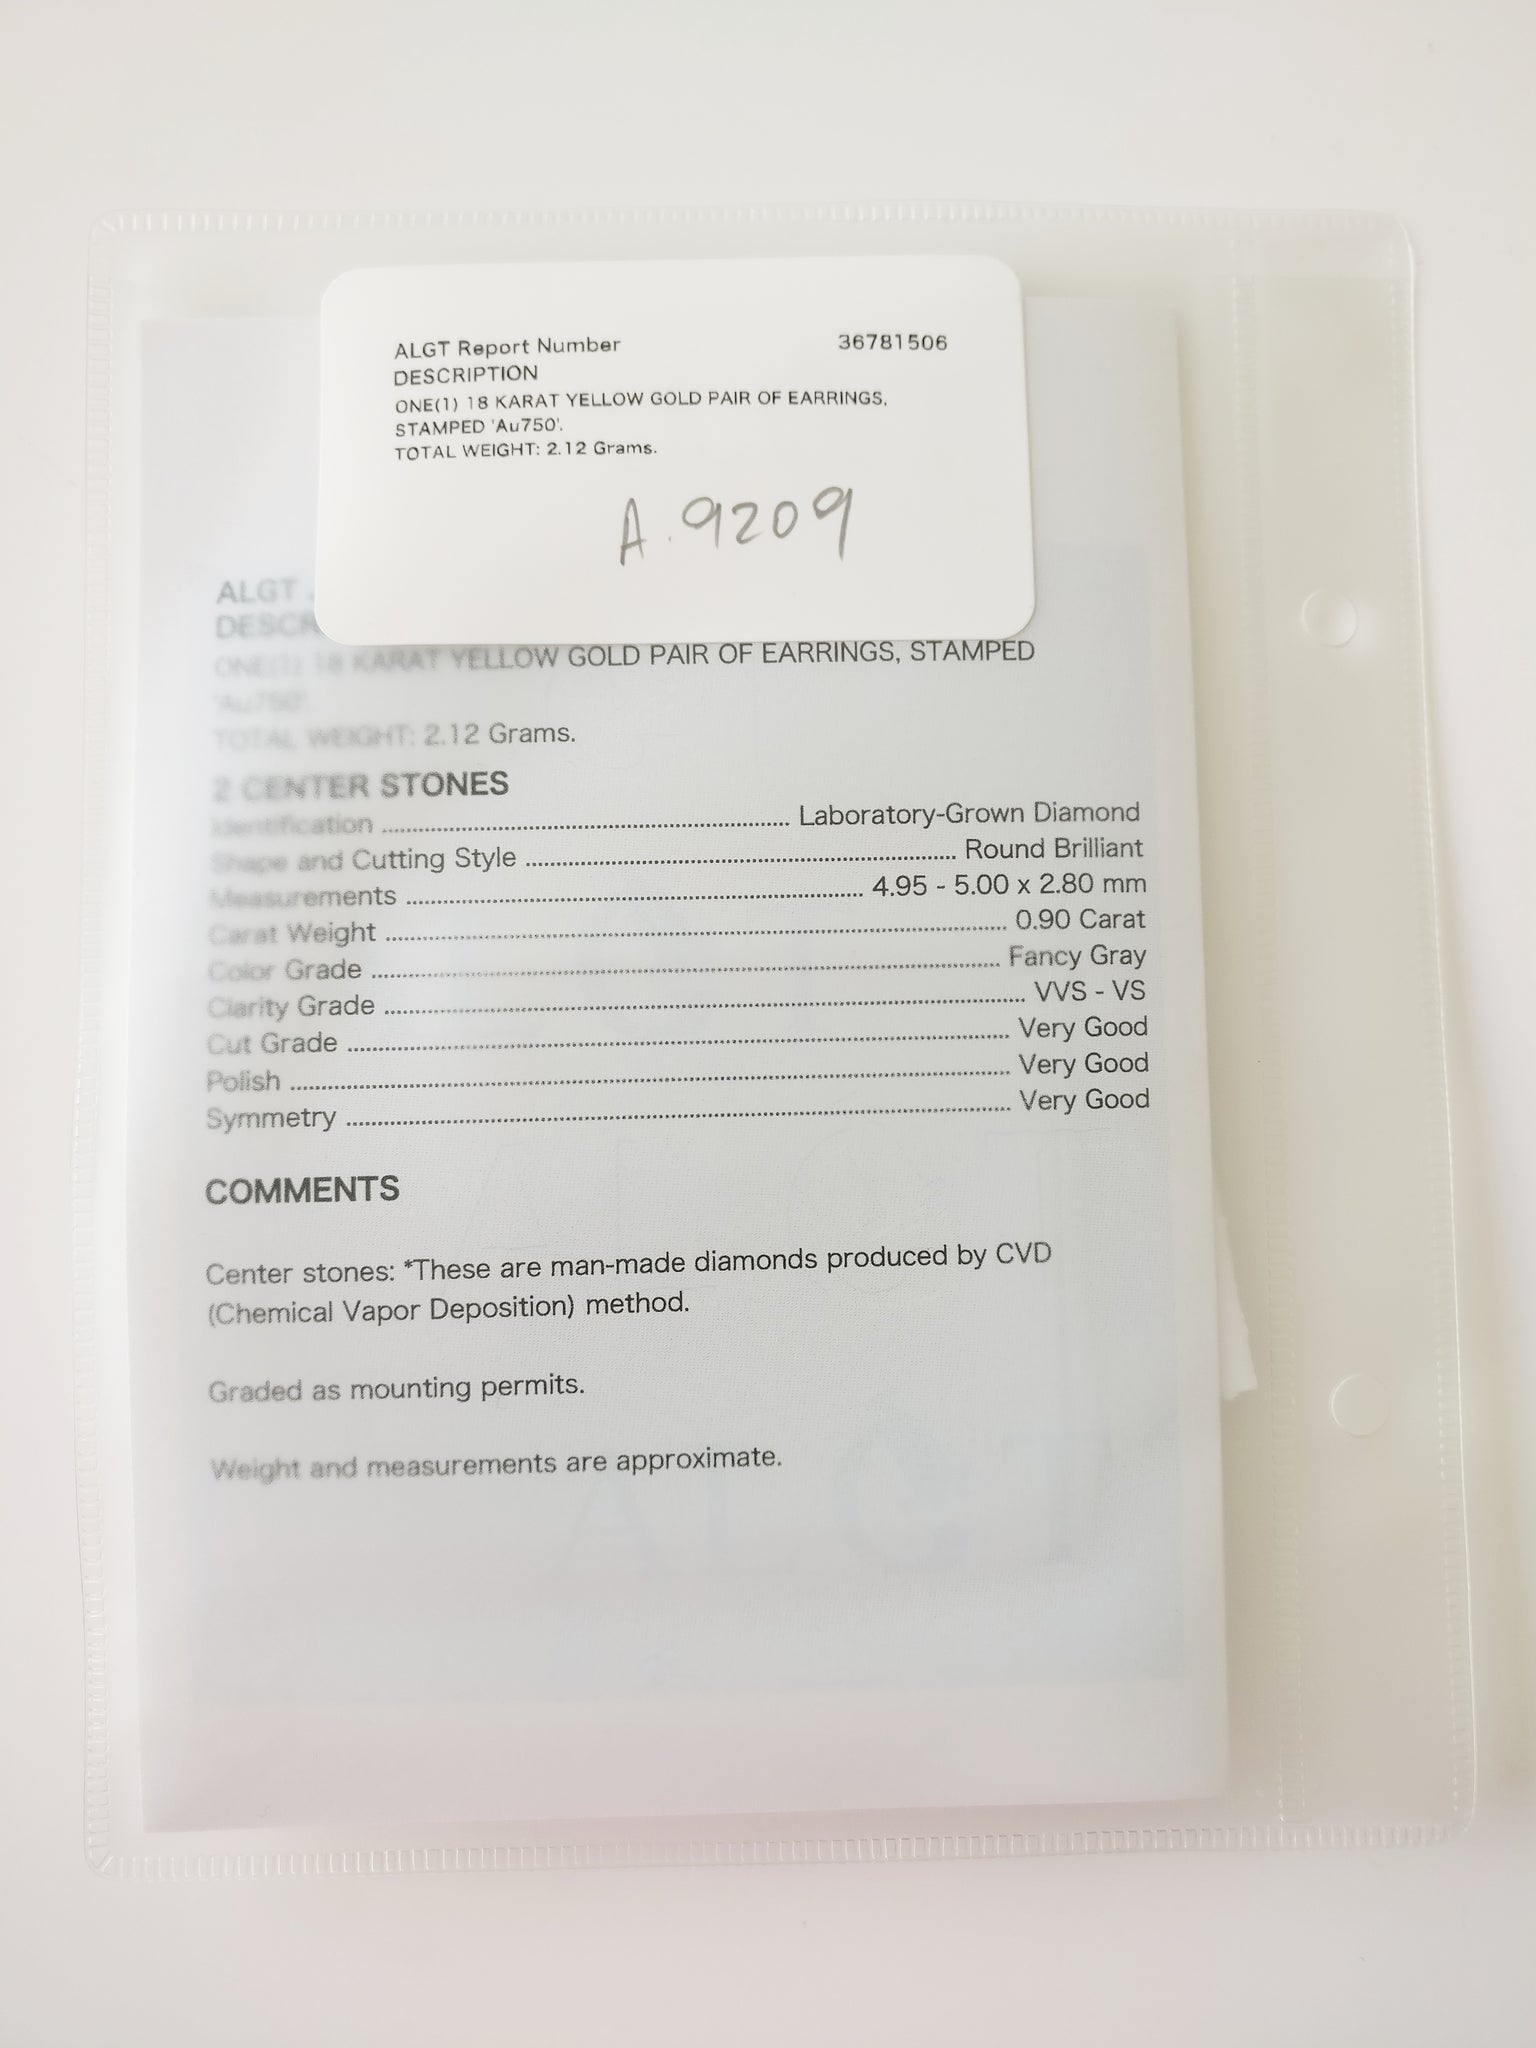 ALGT Report Number 36781506
DESCRIPTION
ONE(1) 18 KARAT YELLOW GOLD PAIR OF EARRINGS,
STAMPED 'Au750'.
TOTAL WEIGHT: 2.12 Grams.
A. 9209
ALGT
DESCR
ONE(1) 18 KARAT YELLOW GOLD PAIR OF EARRINGS, STAMPED
'Au750'.
TOTAL WEIGHT: 2.12 Grams.
2 CENTER STONES
Identification ........ Laboratory-Grown Diamond
Shape and Cutting Style ........ Round Brilliant
Measurements ........ 4.95 - 5.00 x 2.80 mm
Carat Weight ........ 0.90 Carat
Color Grade ........ Fancy Gray
Clarity Grade ........ VVS - VS
Cut Grade ........ Very Good
Polish ........ Very Good
Symmetry ........ Very Good
COMMENTS
Center stones: *These are man-made diamonds produced by CVD
(Chemical Vapor Deposition) method.
Graded as mounting permits.
Weight and measurements are approximate.